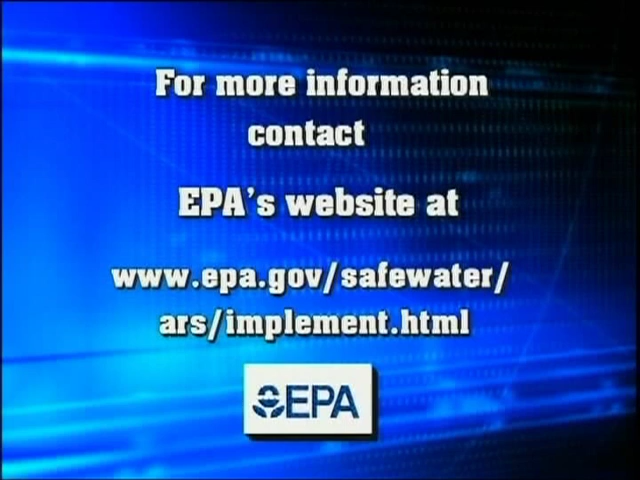 For more information
contact
EPA's website at
www.epa.gov/safewater/
ars/implement.html
EPA